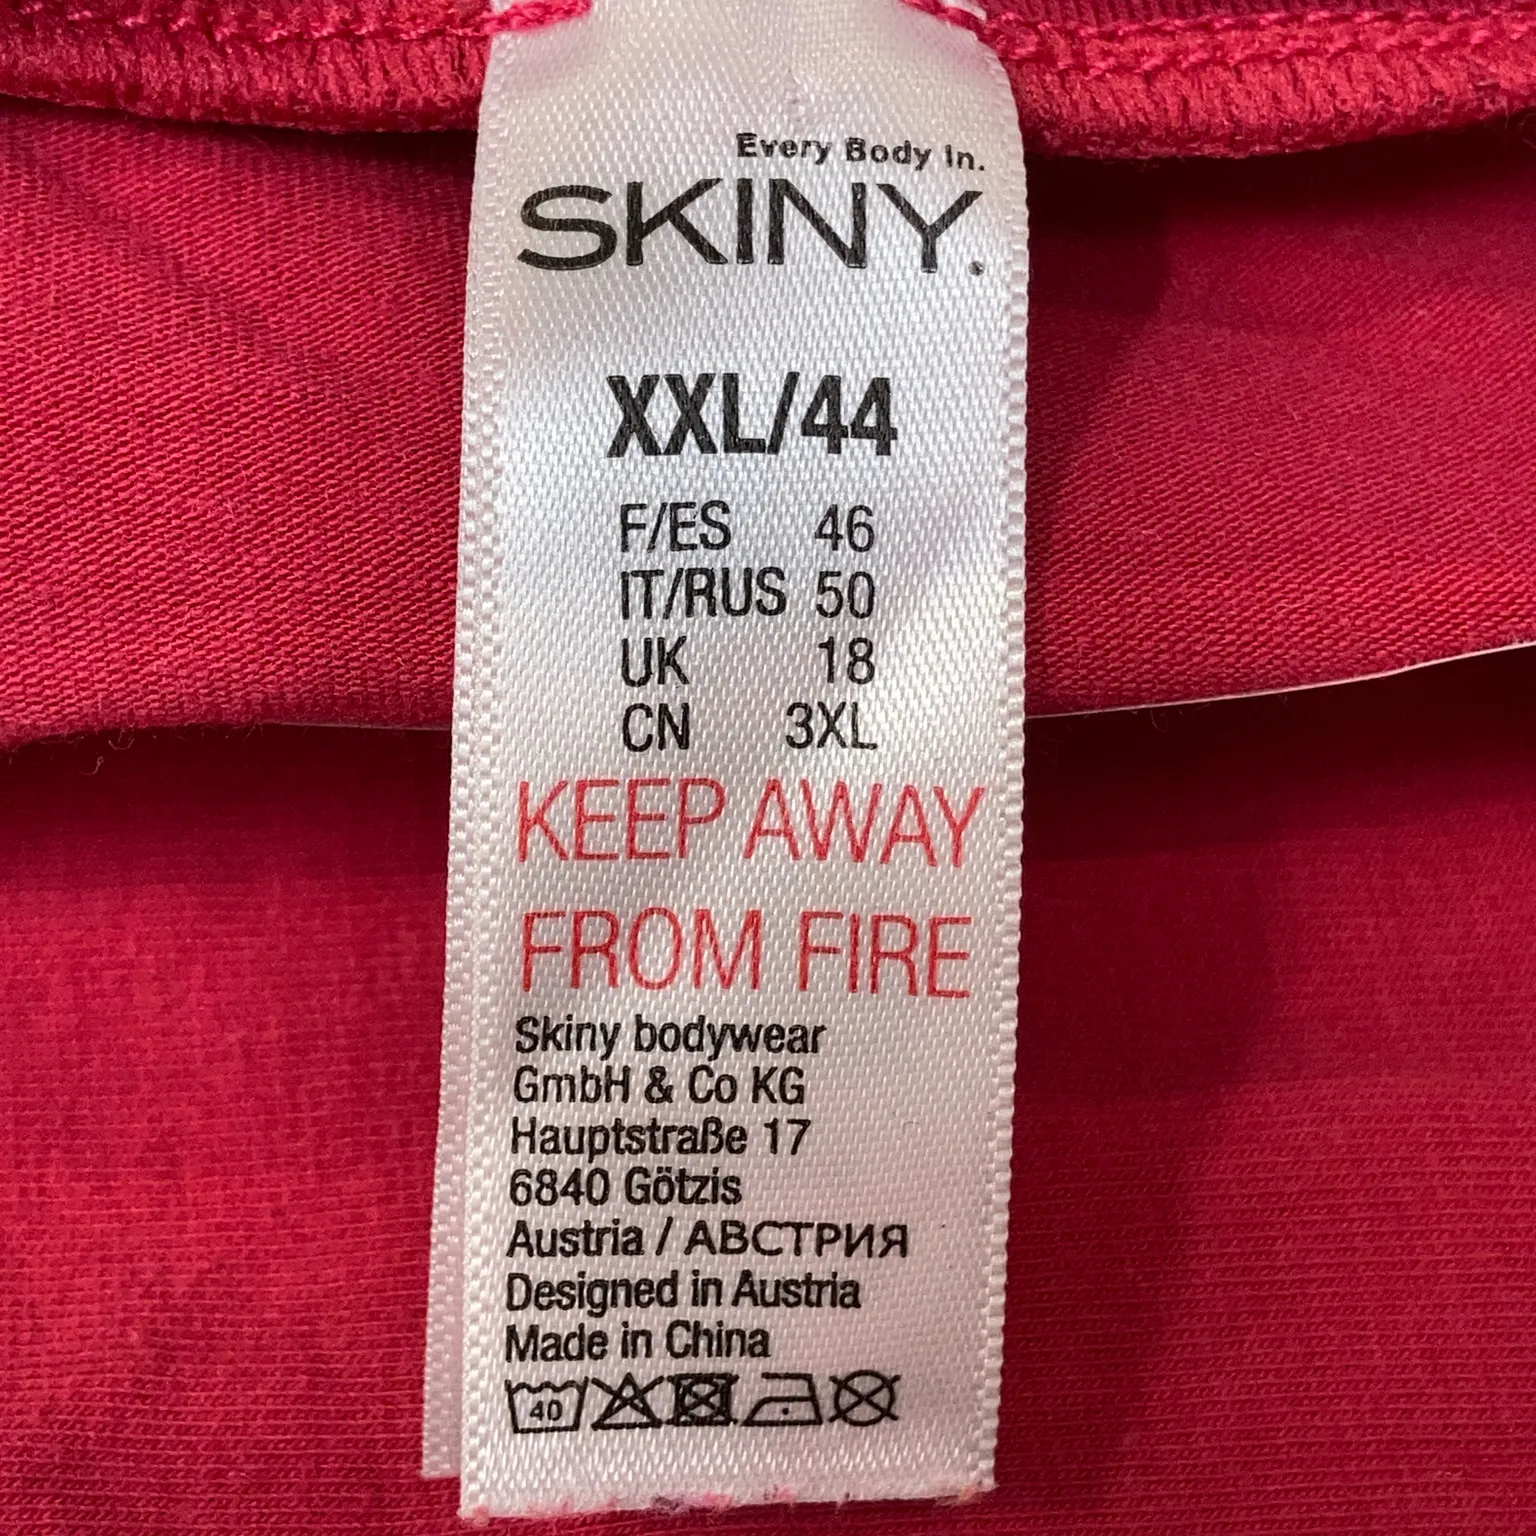 Every Body In.
SKINY.
XXL/44
F/ES 46
IT/RUS 50
UK 18
CN 3XL
KEEP AWAY
FROM FIRE
Skiny bodywear
GmbH & Co KG
Hauptstraße 17
6840 Götzis
Austria / АВСТРИЯ
Designed in Austria
Made in China
40